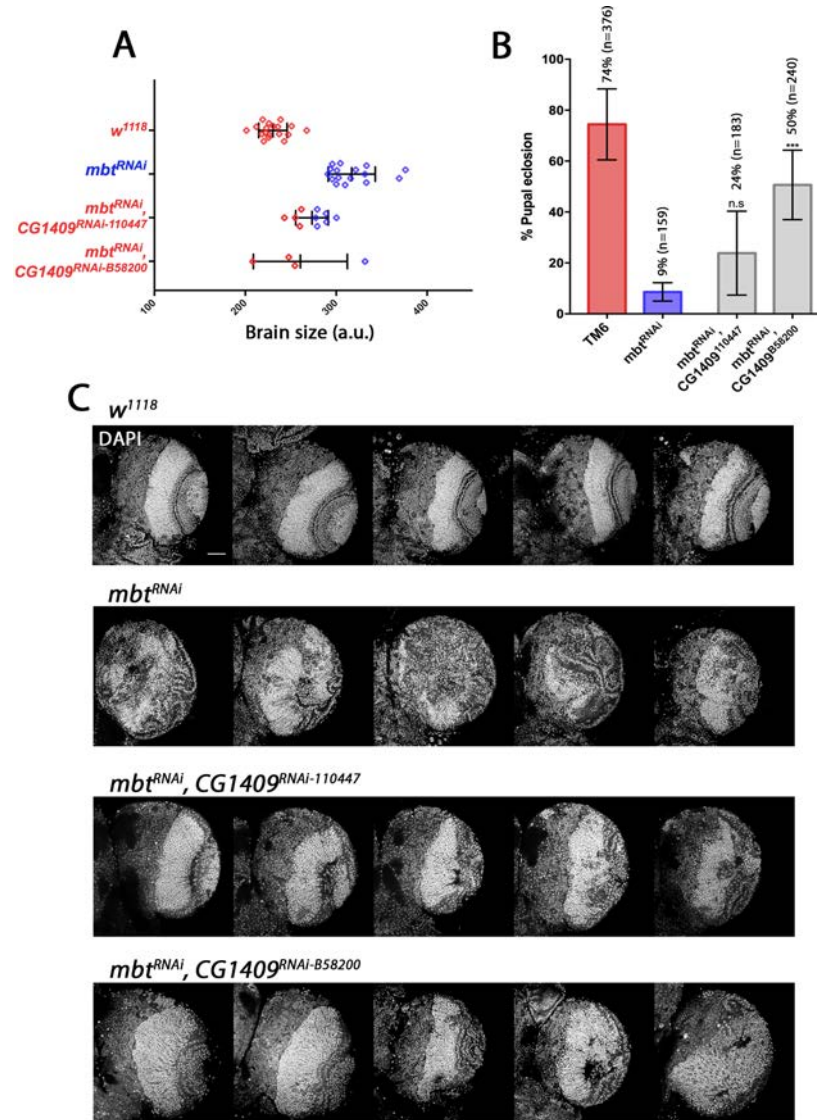 A
w1118
mbtRNAi
mbtRNAi,
CG1409RNAi-110447
mbtRNAi,
CG1409RNAi-B58200
100
200
300
400
Brain size (a.u.)
B
% Pupal eclosion
100
80
60
40
20
0
74% (n=376)
9% (n=159)
24% (n=183)
n.s
50% (n=240)
***
TM6
mbtRNAi
mbtRNAi,
CG1409110447
mbtRNAi,
CG1409B58200
C
w1118
DAPI
mbtRNAi
mbtRNAi, CG1409RNAi-110447
mbtRNAi, CG1409RNAi-B58200